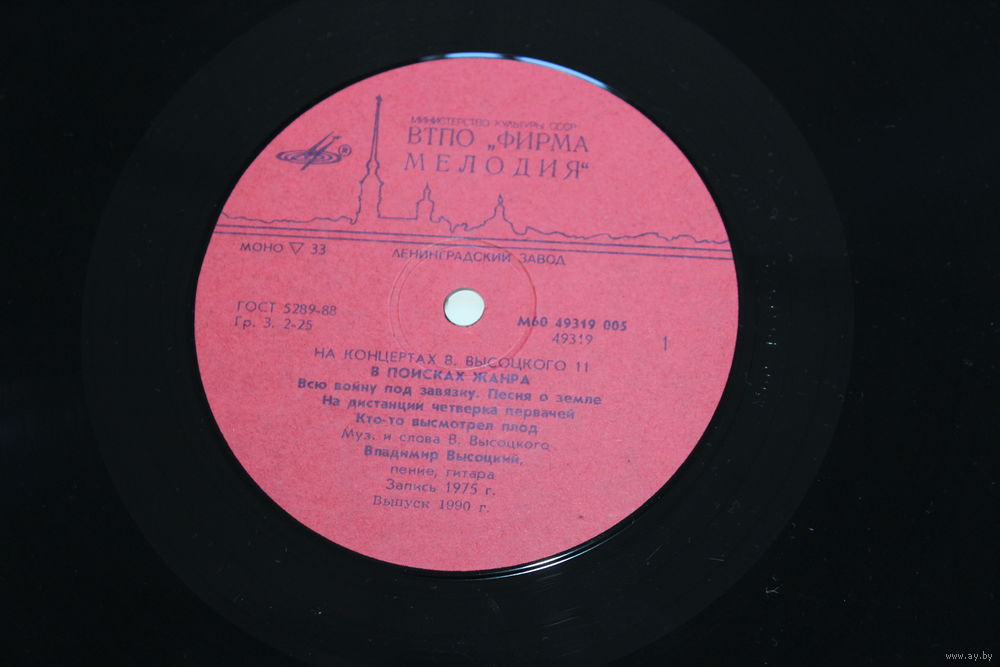 МИНИСТЕРСТВО КУЛЬТУРЫ СССР
ВТПО „ФИРМА
МЕЛОДИЯ“
®
МОНО ▽ 33
ЛЕНИНГРАДСКИЙ ЗАВОД
ГОСТ 5289-88
Гр. 3. 2-25
М60 49319 005
49319
1
НА КОНЦЕРТАХ В. ВЫСОЦКОГО 11
В ПОИСКАХ ЖАНРА
Всю войну под завязку. Песня о земле
На дистанции четверка первачей
Кто-то высмотрел плод
Муз. и слова В. Высоцкого
Владимир Высоцкий,
пение, гитара
Запись 1975 г.
Выпуск 1990 г.
www.ay.by